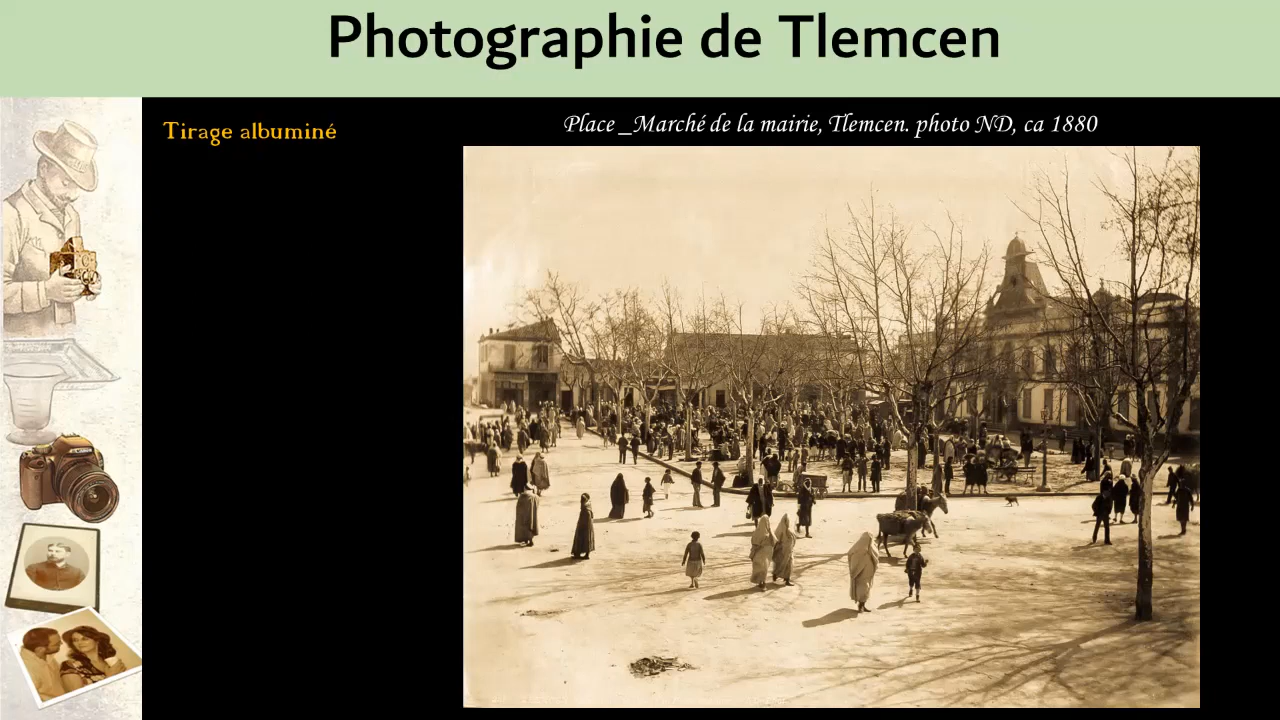 Photographie de Tlemcen
Tirage albuminé
Place _Marché de la mairie, Tlemcen. photo ND, ca 1880